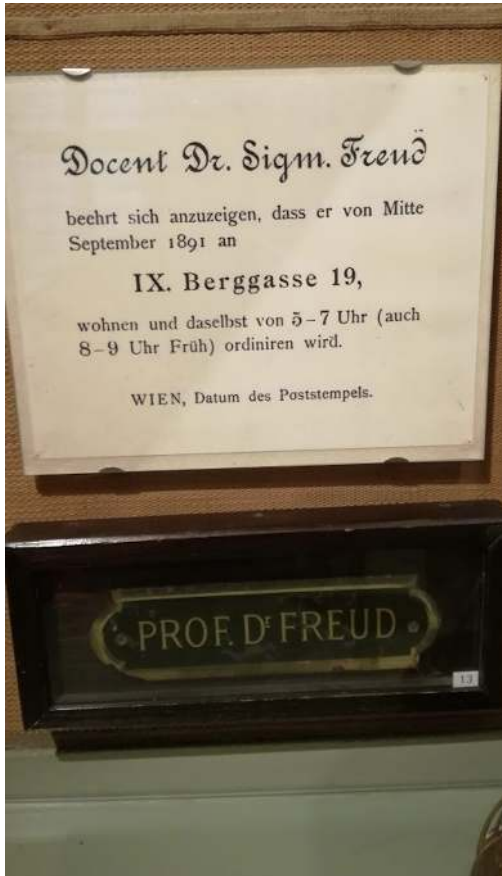 Docent Dr. Sigm. Freud
beehrt sich anzuzeigen, dass er von Mitte
September 1891 an
IX. Berggasse 19,
wohnen und daselbst von 5–7 Uhr (auch
8–9 Uhr Früh) ordiniren wird.
WIEN, Datum des Poststempels.
PROF. Dr FREUD
13